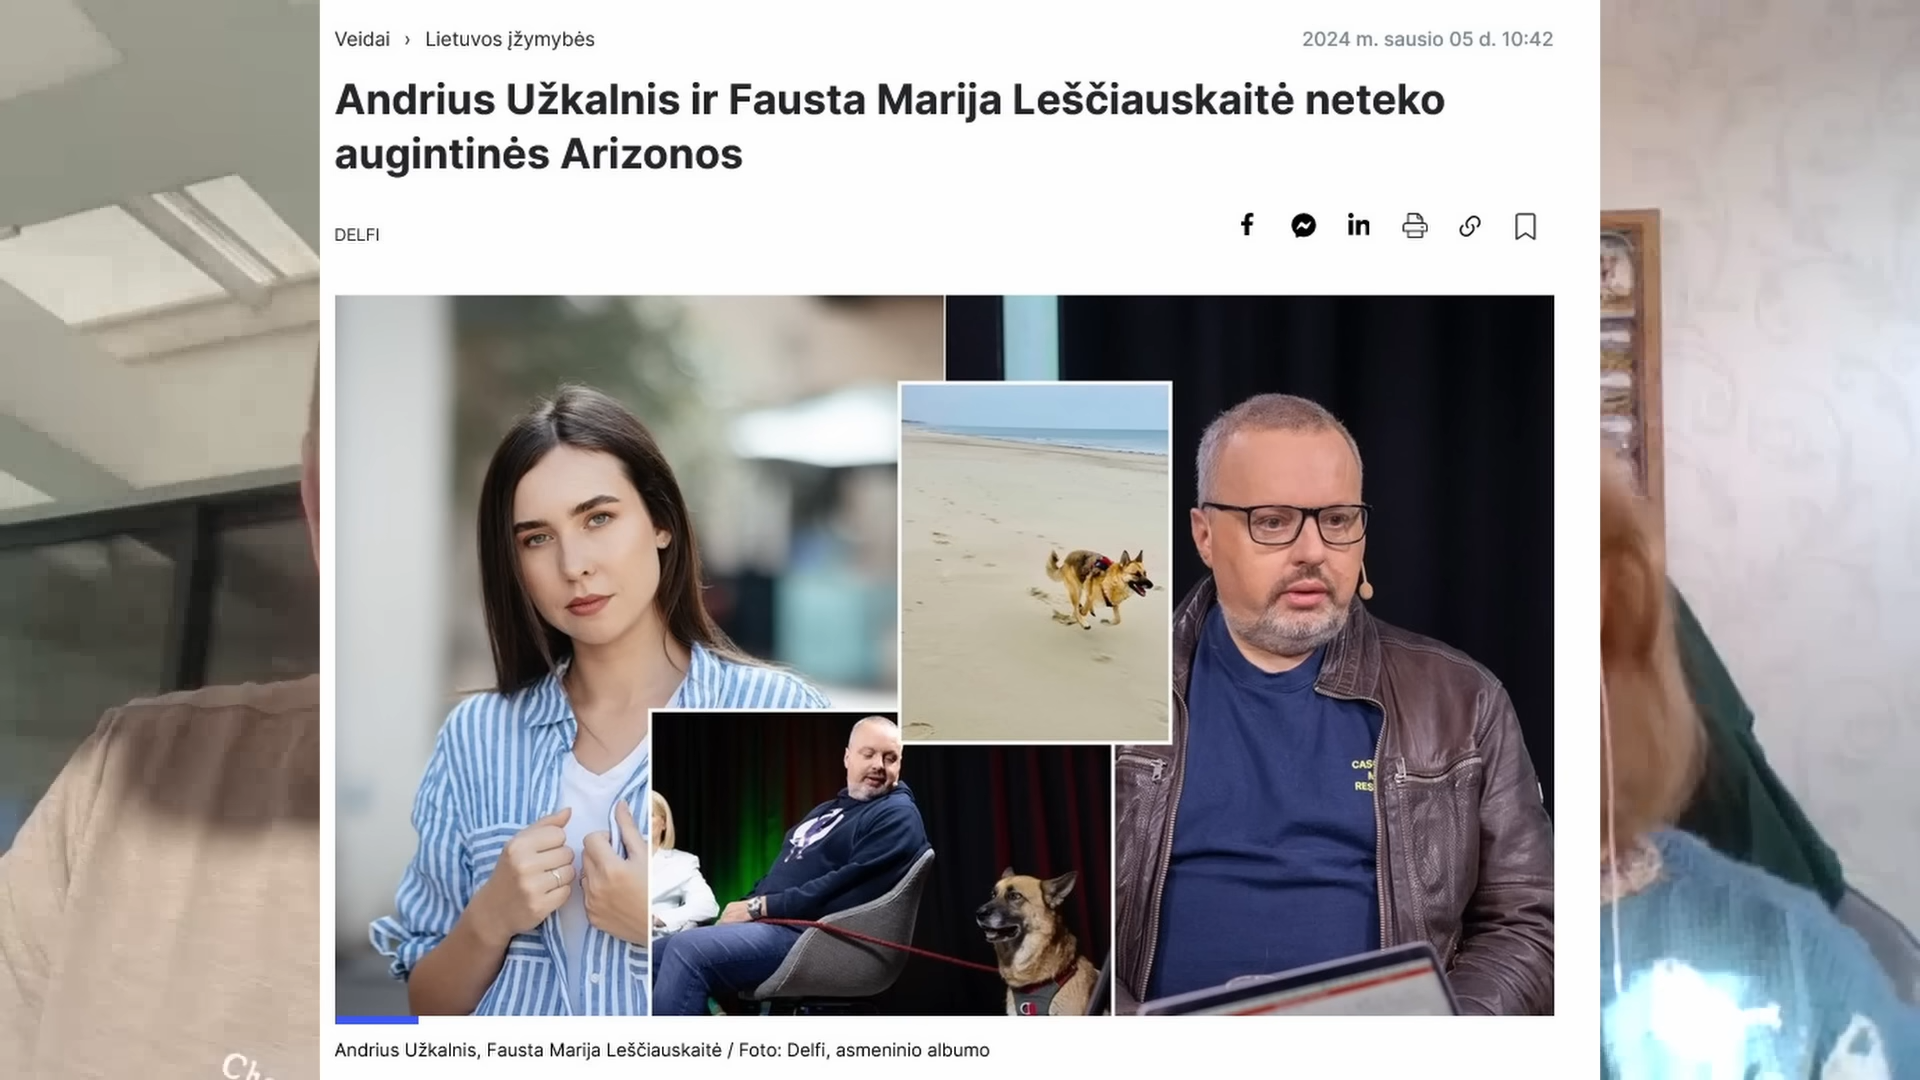 Veidai › Lietuvos įžymybės
2024 m. sausio 05 d. 10:42
Andrius Užkalnis ir Fausta Marija Leščiauskaitė neteko
augintinės Arizonos
DELFI
Andrius Užkalnis, Fausta Marija Leščiauskaitė / Foto: Delfi, asmeninio albumo